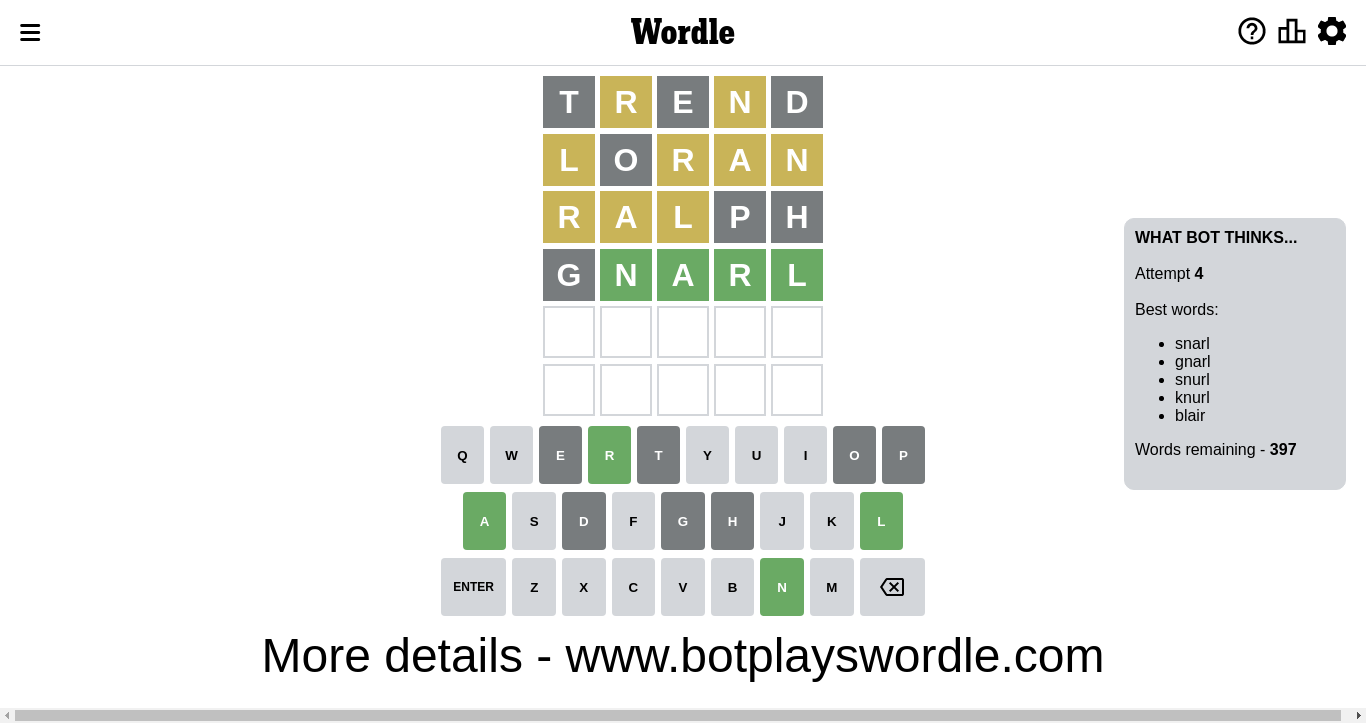 Wordle
T R E N D
L O R A N
R A L P H
G N A R L
WHAT BOT THINKS...
Attempt 4
Best words:
snarl
gnarl
snurl
knurl
blair
Words remaining - 397
Q W E R T Y U I O P
A S D F G H J K L
ENTER Z X C V B N M
More details - www.botplayswordle.com